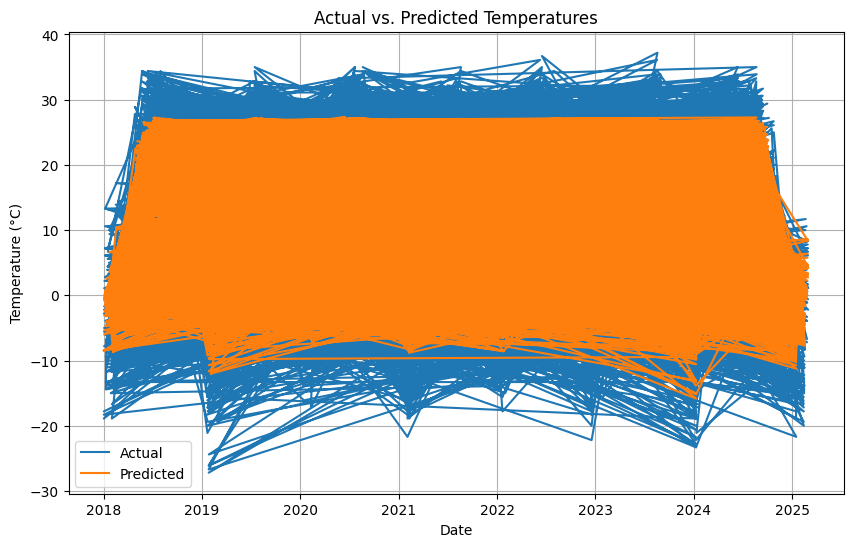 Actual vs. Predicted Temperatures
Temperature (°C)
40
30
20
10
0
−10
−20
−30
Actual
Predicted
2018 2019 2020 2021 2022 2023 2024 2025
Date